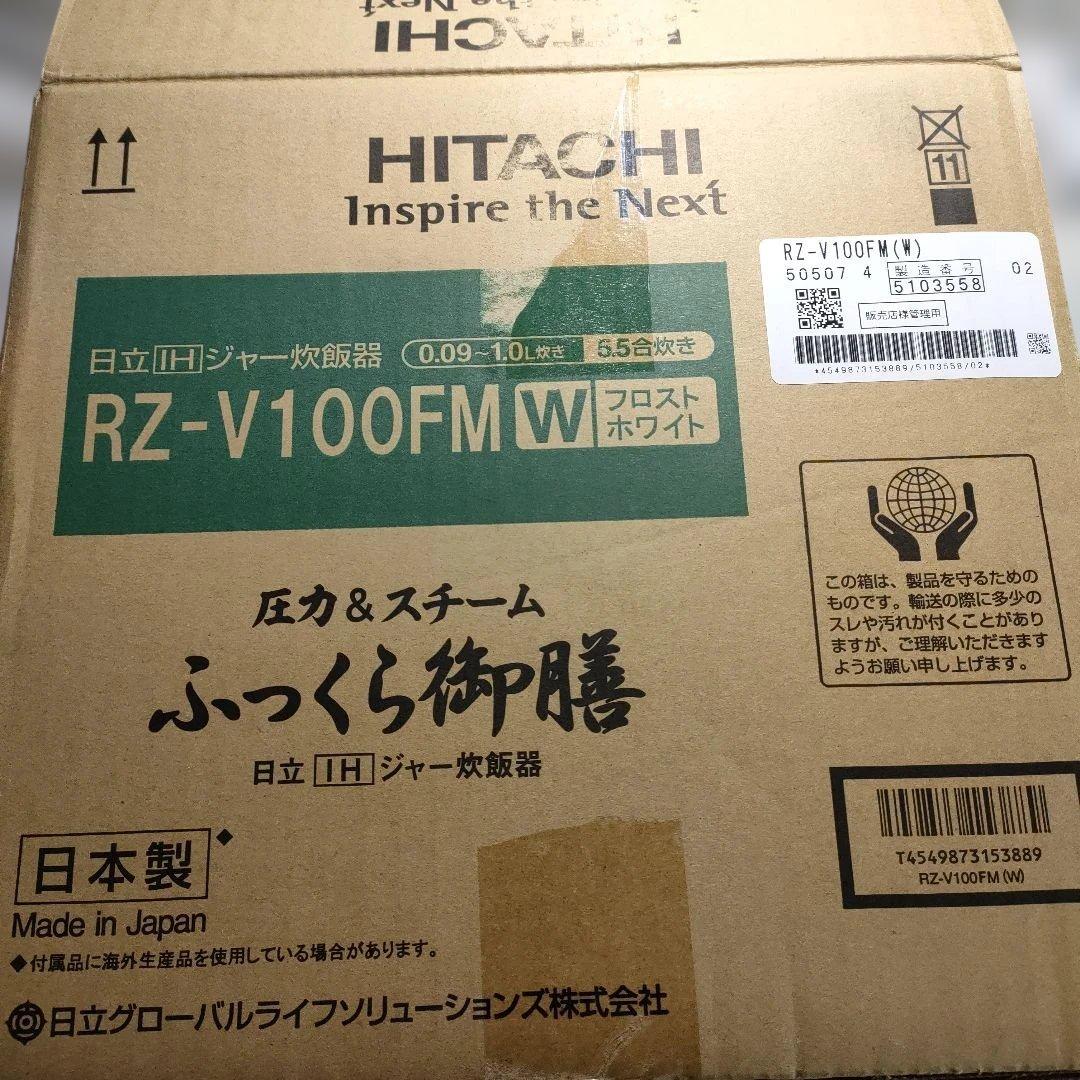 the Next
HITACHI
HITACHI
Inspire the Next
11
RZ-V100FM(W)
50507 4 製造番号 02
5103558
販売店様管理用
*4549873153889/5103558/02*
日立IHジャー炊飯器 0.09~1.0L炊き 5.5合炊き
RZ-V100FM W フロストホワイト
この箱は、製品を守るための
ものです。輸送の際に多少の
スレや汚れが付くことがあり
ますが、ご理解いただきます
ようお願い申し上げます。
圧力&スチーム
ふっくら御膳
日立IHジャー炊飯器
T4549873153889
RZ-V100FM(W)
日本製◆
Made in Japan
◆付属品に海外生産品を使用している場合があります。
日立グローバルライフソリューションズ株式会社